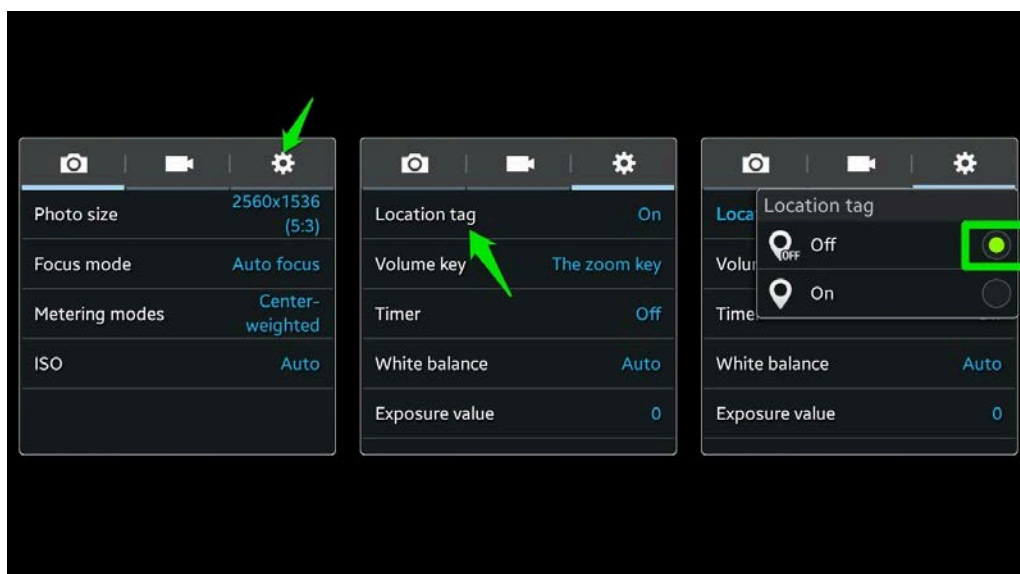 Photo size 2560x1536
(5:3)
Focus mode Auto focus
Metering modes Center-
weighted
ISO Auto
Location tag On
Volume key The zoom key
Timer Off
White balance Auto
Exposure value 0
Loca Location tag
OFF Off
Volu
On
Time
White balance Auto
Exposure value 0